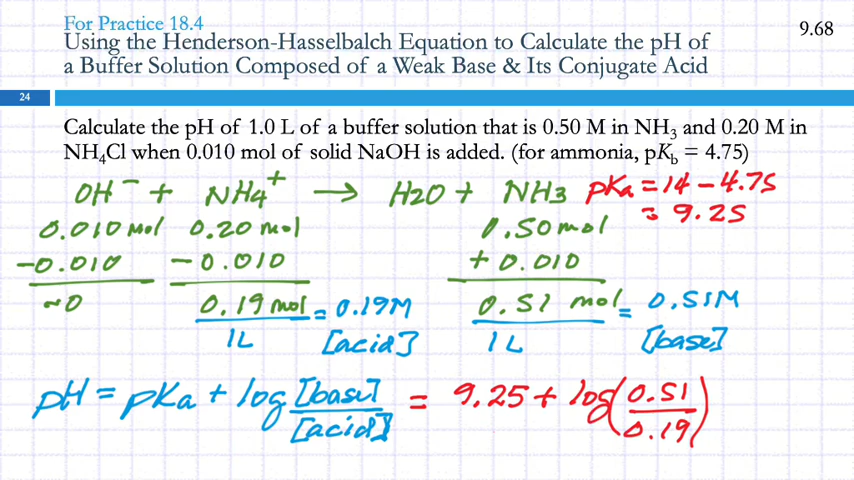 For Practice 18.4
9.68
Using the Henderson-Hasselbalch Equation to Calculate the pH of
a Buffer Solution Composed of a Weak Base & Its Conjugate Acid
24
Calculate the pH of 1.0 L of a buffer solution that is 0.50 M in NH₃ and 0.20 M in
NH₄Cl when 0.010 mol of solid NaOH is added. (for ammonia, pK_b = 4.75)
OH⁻ + NH4⁺ → H2O + NH3 pKa = 14 - 4.75
0.010 mol 0.20 mol 0.50 mol = 9.25
-0.010 - 0.010 + 0.010
~0 0.19 mol = 0.19M 0.51 mol = 0.51M
1L [acid] 1L [base]
pH = pKa + log [base]/[acid] = 9.25 + log(0.51/0.19)